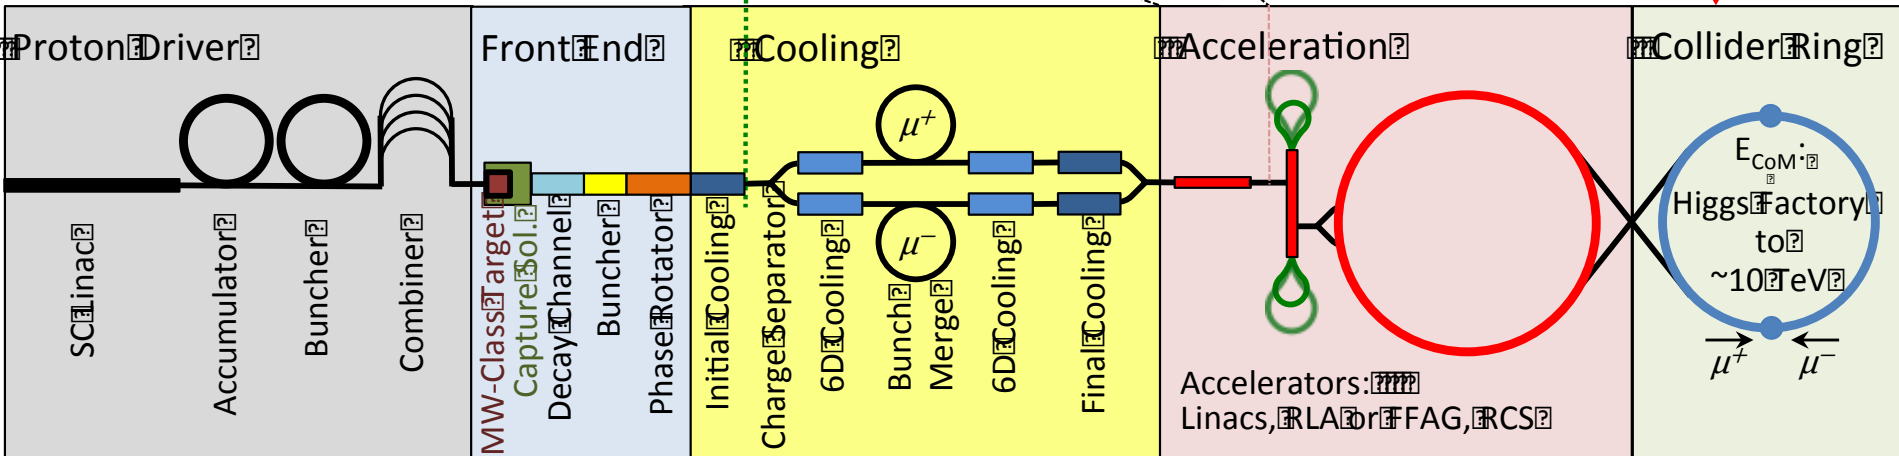 Proton Driver
Front End
Cooling
Acceleration
Collider Ring
SC Linac
Accumulator
Buncher
Combiner
MW-Class Target
Capture Sol.
Decay Channel
Buncher
Phase Rotator
Initial Cooling
Charge Separator
6D Cooling
μ+
μ−
Bunch
Merge
6D Cooling
Final Cooling
Accelerators:
Linacs, RLA or FFAG, RCS
ECoM:
Higgs Factory
to
~10 TeV
μ+ μ−